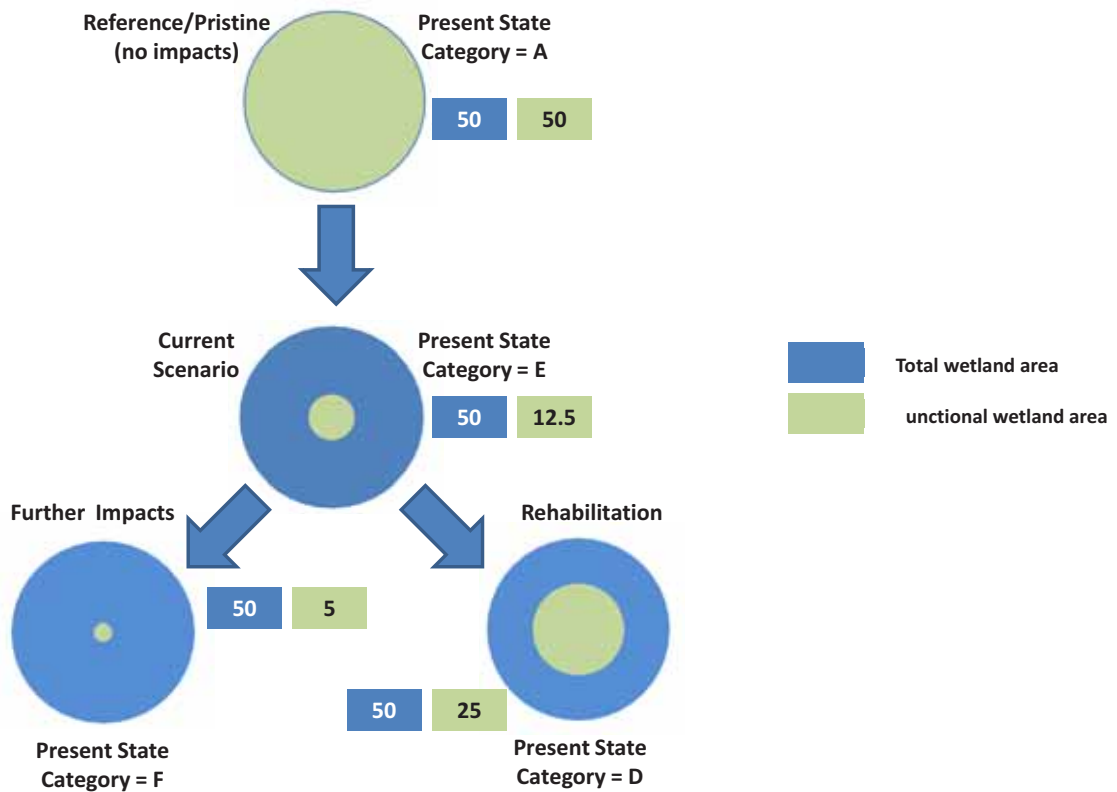 Reference/Pristine
(no impacts)
Present State
Category = A
50 50
Current
Scenario
Present State
Category = E
50 12.5
Total wetland area
unctional wetland area
Further Impacts
50 5
Present State
Category = F
Rehabilitation
50 25
Present State
Category = D